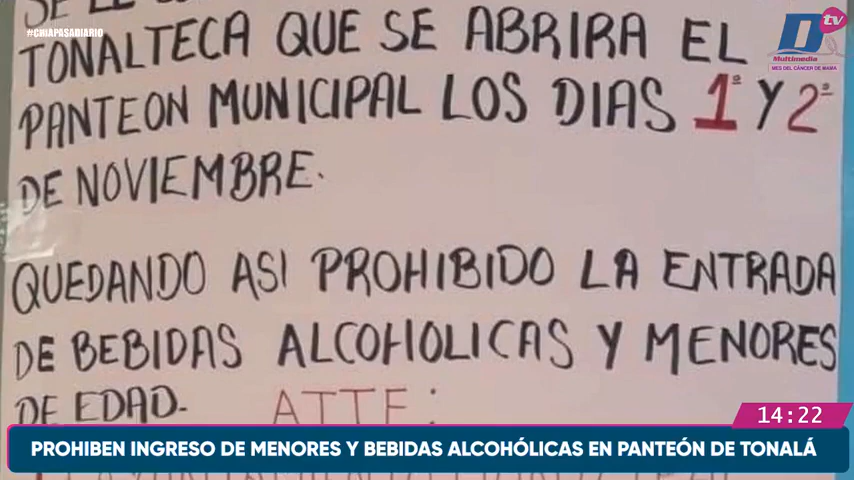 #CHIAPASADIARIO
D tv
Multimedia
MES DEL CÁNCER DE MAMA
TONALTECA QUE SE ABRIRA EL
PANTEON MUNICIPAL LOS DIAS 1º Y 2º
DE NOVIEMBRE.
QUEDANDO ASI PROHIBIDO LA ENTRADA
DE BEBIDAS ALCOHOLICAS Y MENORES
DE EDAD.
ATTE:
14:22
PROHIBEN INGRESO DE MENORES Y BEBIDAS ALCOHÓLICAS EN PANTEÓN DE TONALÁ